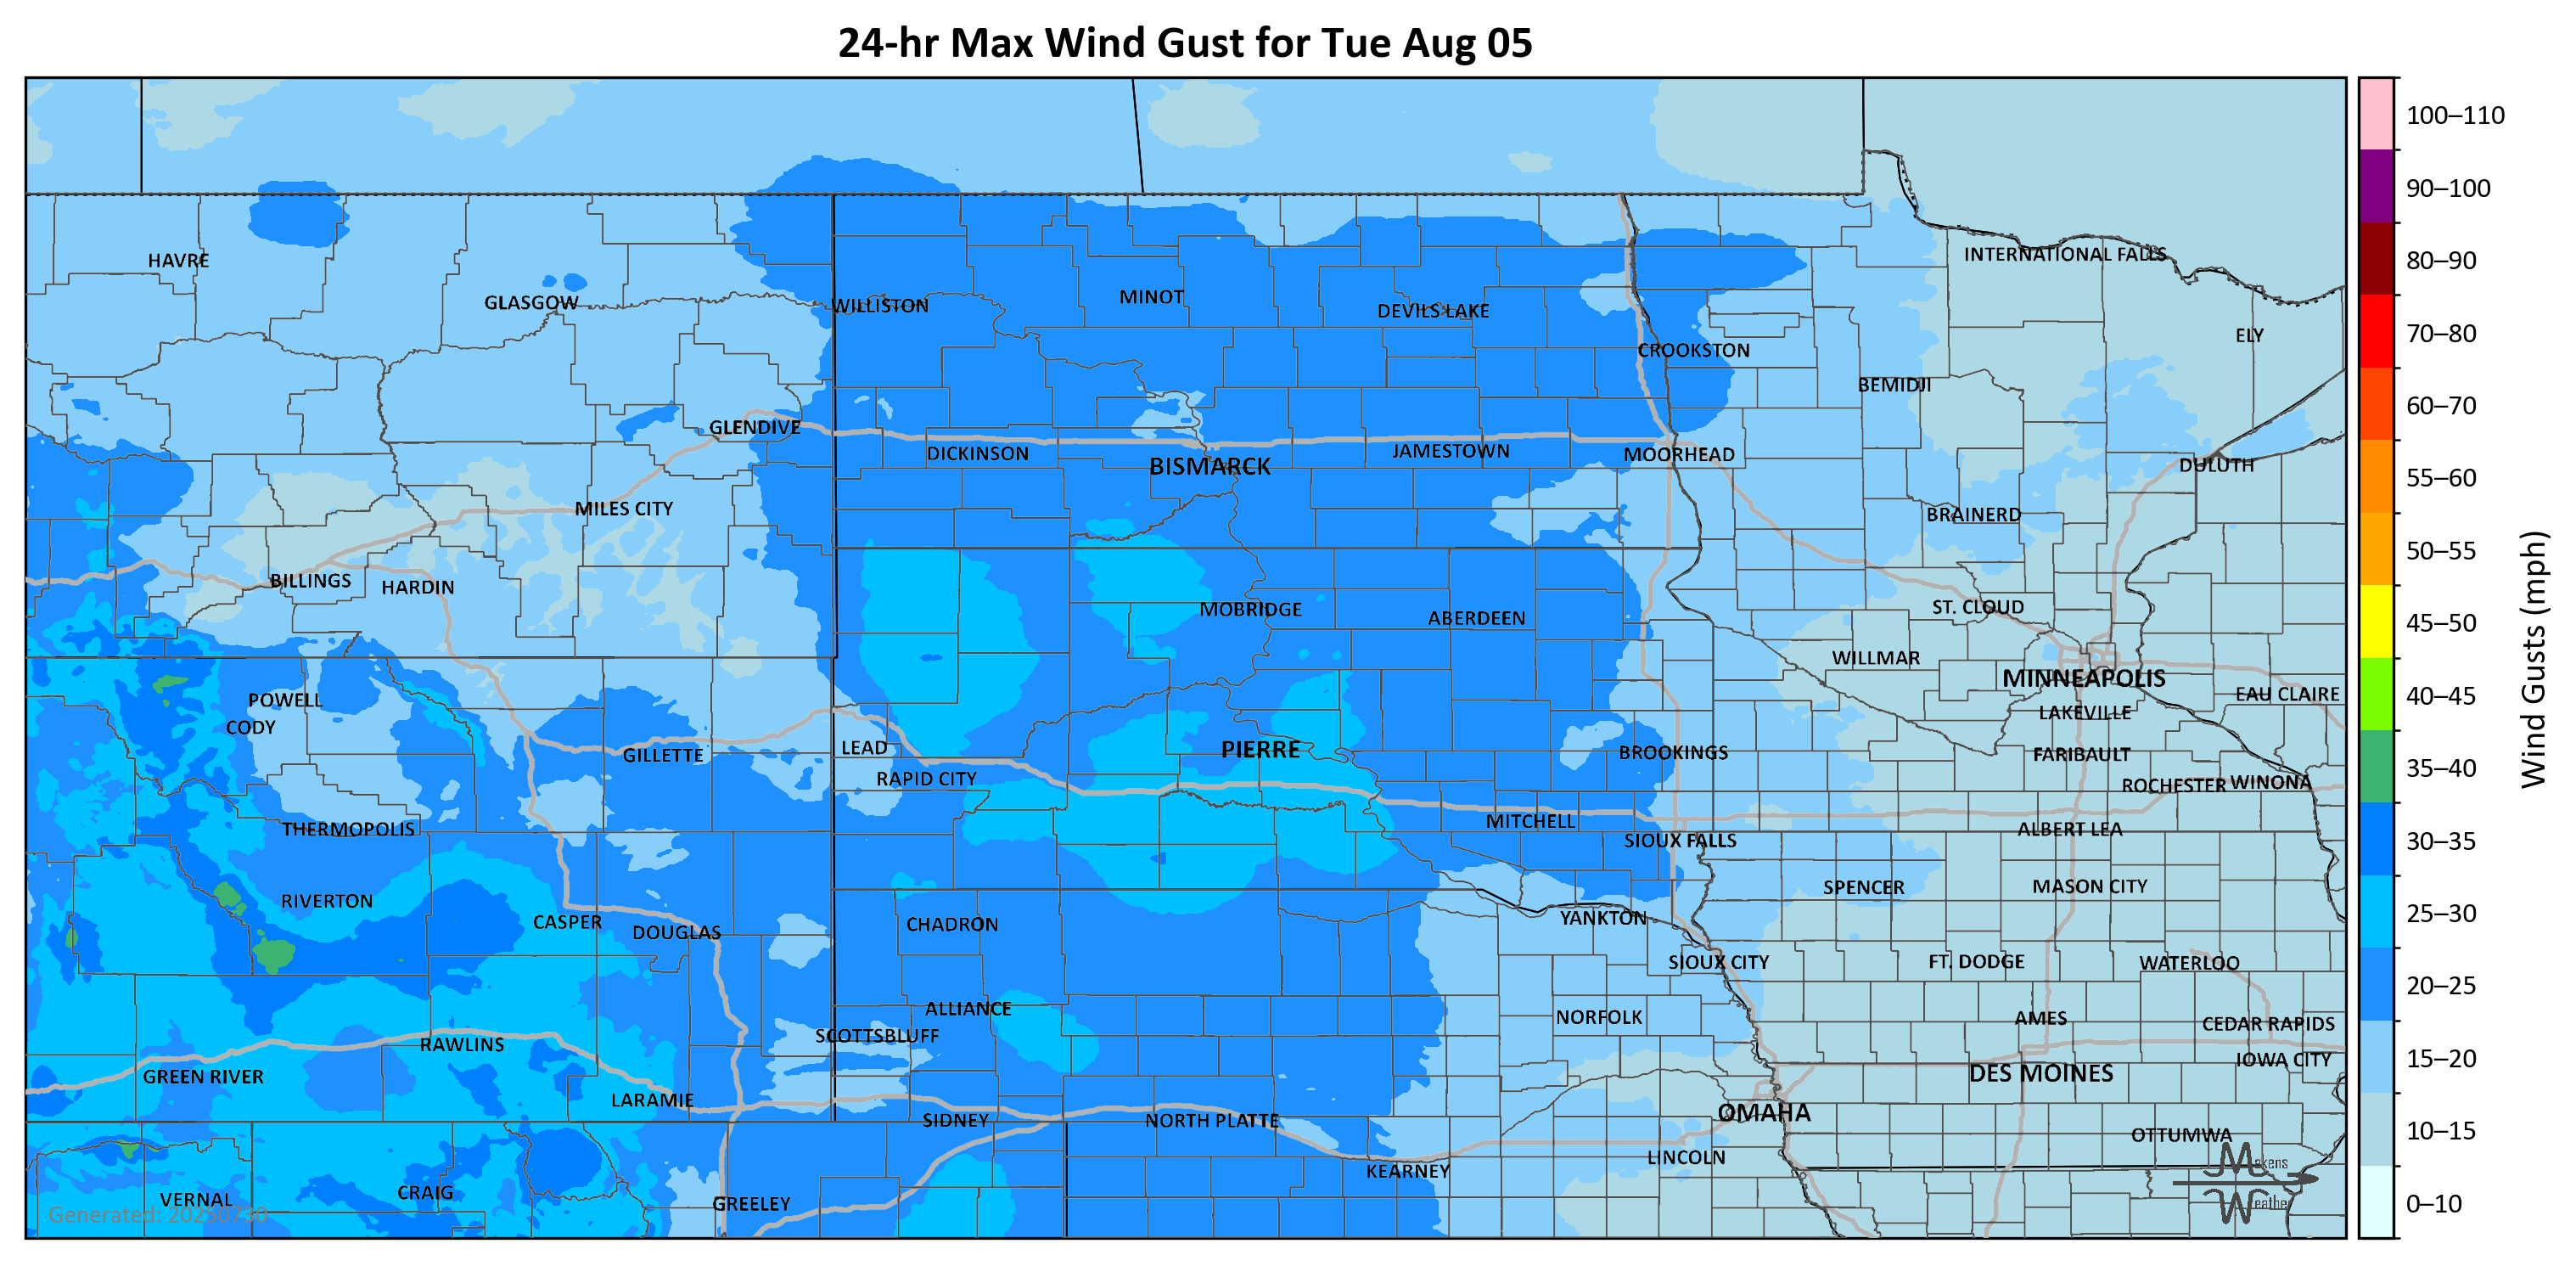 24-hr Max Wind Gust for Tue Aug 05
100–110
90–100
80–90
70–80
60–70
55–60
50–55
45–50
40–45
35–40
30–35
25–30
20–25
15–20
10–15
0–10
Wind Gusts (mph)
HAVRE
INTERNATIONAL FALLS
GLASGOW
WILLISTON
MINOT
DEVILS LAKE
ELY
CROOKSTON
BEMIDJI
GLENDIVE
DICKINSON
BISMARCK
JAMESTOWN
MOORHEAD
DULUTH
MILES CITY
BRAINERD
BILLINGS
HARDIN
MOBRIDGE
ABERDEEN
ST. CLOUD
WILLMAR
MINNEAPOLIS
EAU CLAIRE
POWELL
CODY
LAKEVILLE
GILLETTE
LEAD
PIERRE
BROOKINGS
FARIBAULT
RAPID CITY
ROCHESTER
WINONA
THERMOPOLIS
MITCHELL
SIOUX FALLS
ALBERT LEA
RIVERTON
SPENCER
MASON CITY
CASPER
DOUGLAS
CHADRON
YANKTON
SIOUX CITY
FT. DODGE
WATERLOO
ALLIANCE
NORFOLK
AMES
CEDAR RAPIDS
SCOTTSBLUFF
RAWLINS
IOWA CITY
GREEN RIVER
DES MOINES
LARAMIE
SIDNEY
NORTH PLATTE
OMAHA
OTTUMWA
KEARNEY
LINCOLN
VERNAL
CRAIG
GREELEY
Generated: 20250730
Makens
Weather